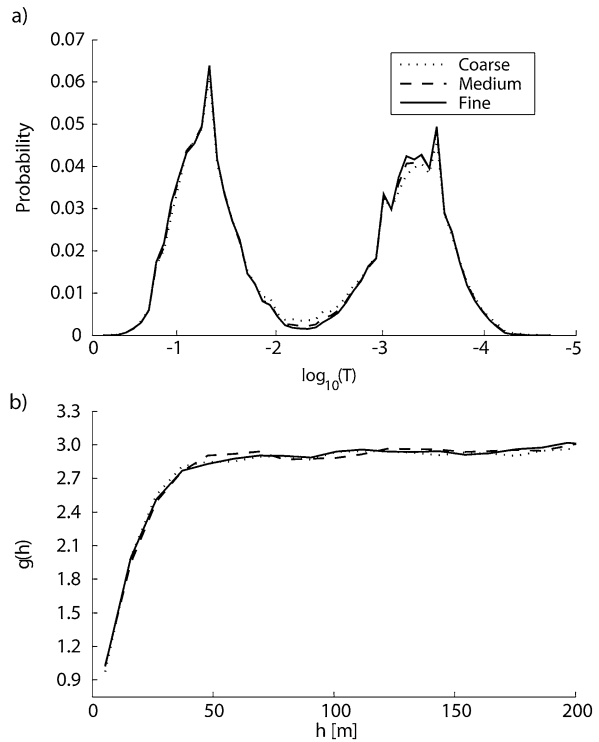 a)
0.07
0.06
0.05
0.04
0.03
0.02
0.01
0
Probability
Coarse
Medium
Fine
0 -1 -2 -3 -4 -5
log10(T)
b)
3.3
3.0
2.7
2.4
2.1
1.8
1.5
1.2
0.9
g(h)
0 50 100 150 200
h [m]